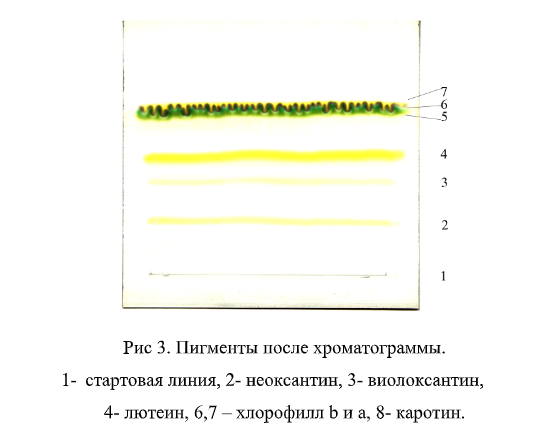 7
6
5
4
3
2
1
Рис 3. Пигменты после хроматограммы.
1- стартовая линия, 2- неоксантин, 3- виолоксантин,
4- лютеин, 6,7 – хлорофилл b и a, 8- каротин.